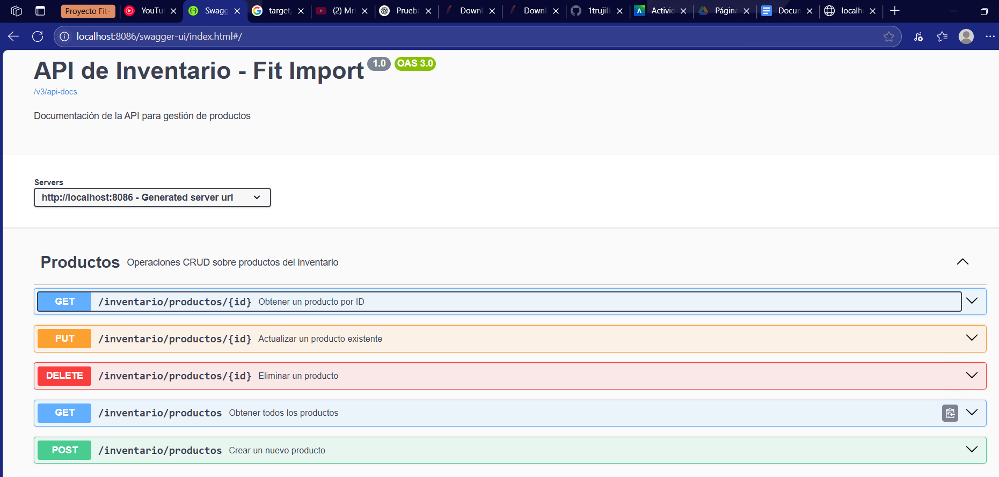 Proyecto Fit-
YouTu
Swagg
target
(2) Mr
Prueba
Downl
Downl
1trujill
Activid
Página
Docun
localh
localhost:8086/swagger-ui/index.html#/
API de Inventario - Fit Import 1.0 OAS 3.0
/v3/api-docs
Documentación de la API para gestión de productos
Servers
http://localhost:8086 - Generated server url
Productos Operaciones CRUD sobre productos del inventario
GET /inventario/productos/{id} Obtener un producto por ID
PUT /inventario/productos/{id} Actualizar un producto existente
DELETE /inventario/productos/{id} Eliminar un producto
GET /inventario/productos Obtener todos los productos
POST /inventario/productos Crear un nuevo producto